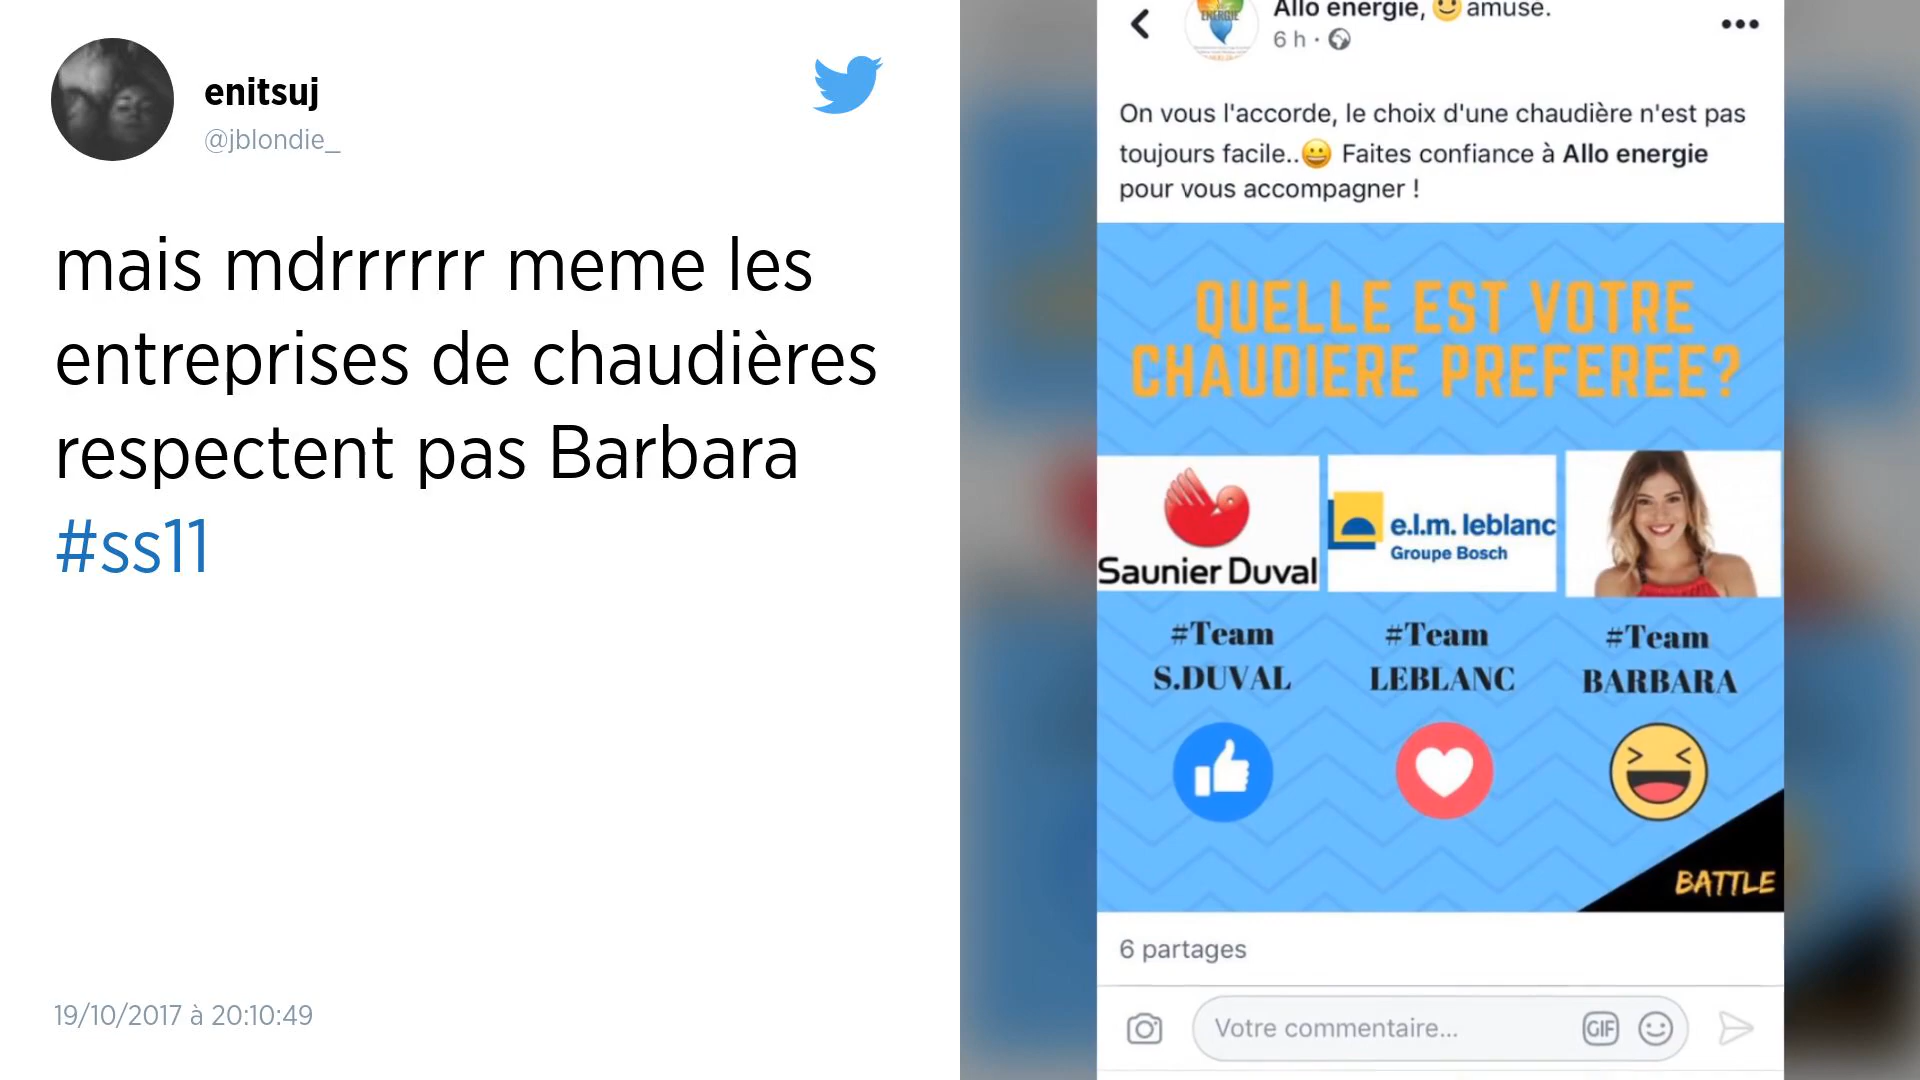 enitsuj
@jblondie_
mais mdrrrrrr meme les
entreprises de chaudières
respectent pas Barbara
#ss11
19/10/2017 à 20:10:49
ENERGIE
Allo energie, 🙂 amusé.
6 h ·
On vous l'accorde, le choix d'une chaudière n'est pas
toujours facile..😀 Faites confiance à Allo energie
pour vous accompagner !
QUELLE EST VOTRE
CHAUDIERE PREFEREE?
Saunier Duval
e.l.m. leblanc
Groupe Bosch
#Team
S.DUVAL
#Team
LEBLANC
#Team
BARBARA
BATTLE
6 partages
Votre commentaire...
GIF